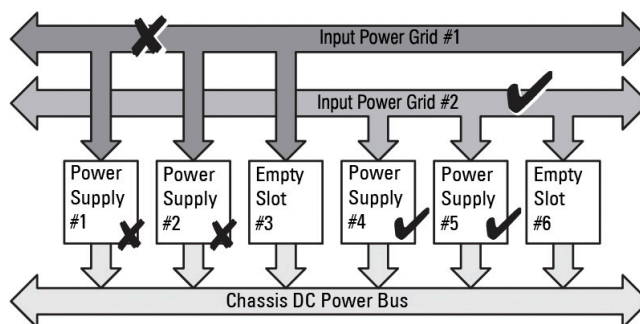 Input Power Grid #1
Input Power Grid #2
Power
Supply
#1
Power
Supply
#2
Empty
Slot
#3
Power
Supply
#4
Power
Supply
#5
Empty
Slot
#6
Chassis DC Power Bus